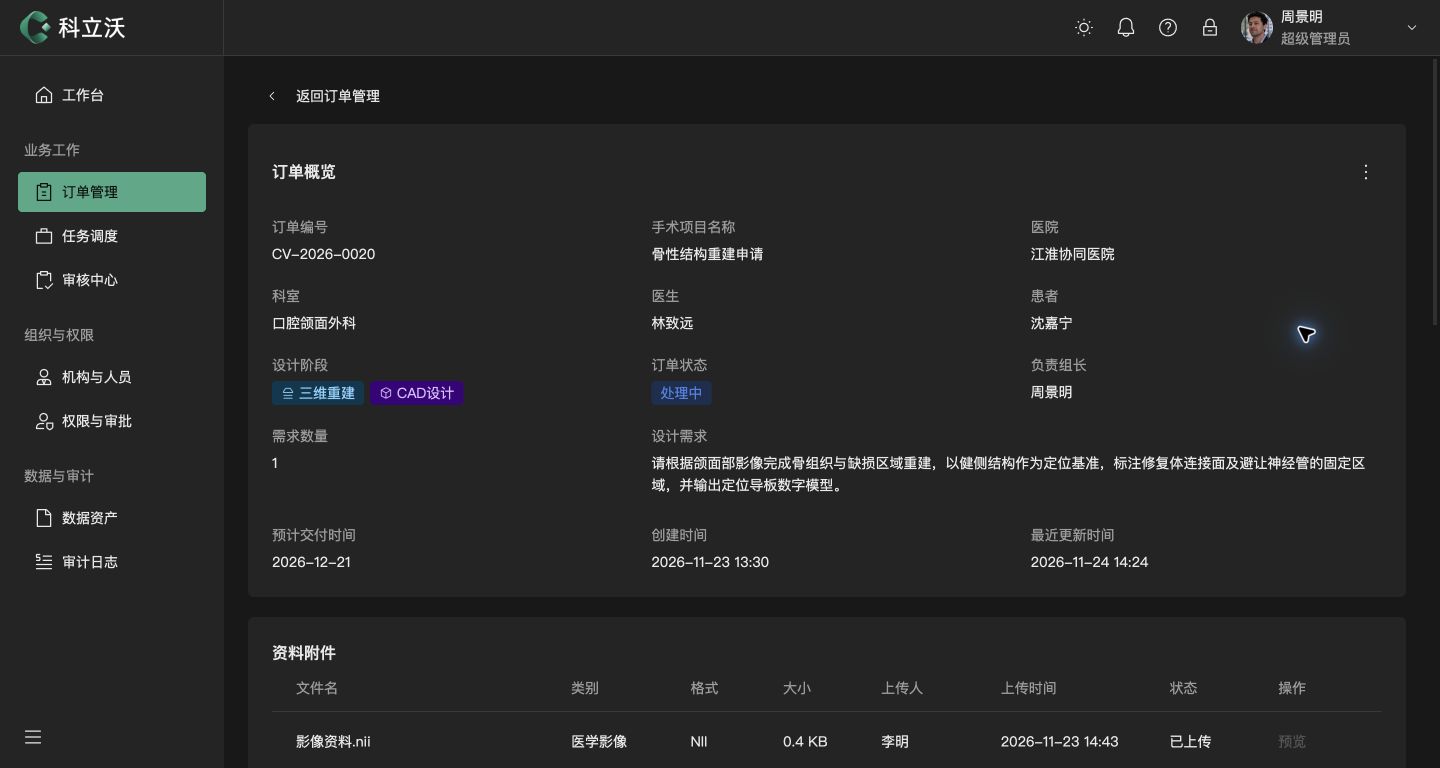 科立沃
周景明
超级管理员
工作台
业务工作
订单管理
任务调度
审核中心
组织与权限
机构与人员
权限与审批
数据与审计
数据资产
审计日志
返回订单管理
订单概览
订单编号
CV-2026-0020
手术项目名称
骨性结构重建申请
医院
江淮协同医院
科室
口腔颌面外科
医生
林致远
患者
沈嘉宁
设计阶段
三维重建 CAD设计
订单状态
处理中
负责组长
周景明
需求数量
1
设计需求
请根据颌面部影像完成骨组织与缺损区域重建，以健侧结构作为定位基准，标注修复体连接面及避让神经管的固定区
域，并输出定位导板数字模型。
预计交付时间
2026-12-21
创建时间
2026-11-23 13:30
最近更新时间
2026-11-24 14:24
资料附件
文件名 类别 格式 大小 上传人 上传时间 状态 操作
影像资料.nii 医学影像 NII 0.4 KB 李明 2026-11-23 14:43 已上传 预览